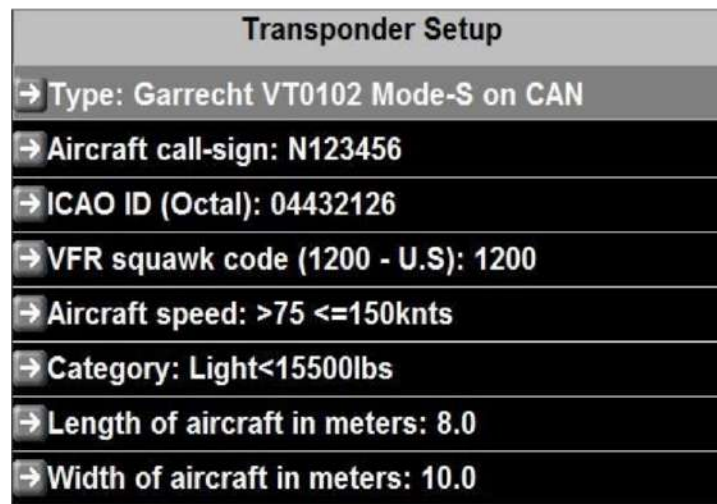 Transponder Setup
Type: Garrecht VT0102 Mode-S on CAN
Aircraft call-sign: N123456
ICAO ID (Octal): 04432126
VFR squawk code (1200 - U.S): 1200
Aircraft speed: >75 <=150knts
Category: Light<15500lbs
Length of aircraft in meters: 8.0
Width of aircraft in meters: 10.0